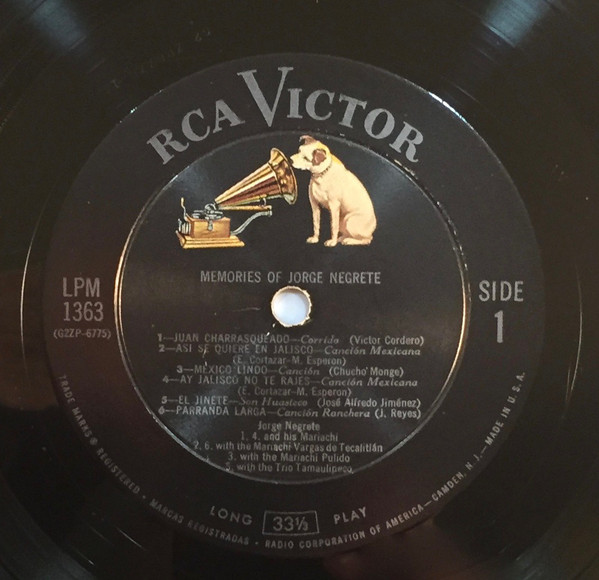 RCA VICTOR
MEMORIES OF JORGE NEGRETE
LPM
1363
(G2ZP-6775)
SIDE
1
1—JUAN CHARRASQUEADO—Corrido (Victor Cordero)
2—ASI SE QUIERE EN JALISCO—Canción Mexicana
(E. Cortazar-M. Esperon)
3—MEXICO LINDO—Canción (Chucho Monge)
4—AY JALISCO NO TE RAJES—Canción Mexicana
(E. Cortazar-M. Esperon)
5—EL JINETE—Son Huasteco (José Alfredo Jiménez)
6—PARRANDA LARGA—Canción Ranchera (J. Reyes)
Jorge Negrete
1, 4. and his Mariachi
2, 6. with the Mariachi Vargas de Tecalitlán
3. with the Mariachi Pulido
5. with the Trio Tamaulipeco
LONG 33⅓ PLAY
TRADE MARKS ® REGISTERED • MARCAS REGISTRADAS • RADIO CORPORATION OF AMERICA—CAMDEN, N.J.—MADE IN U.S.A.